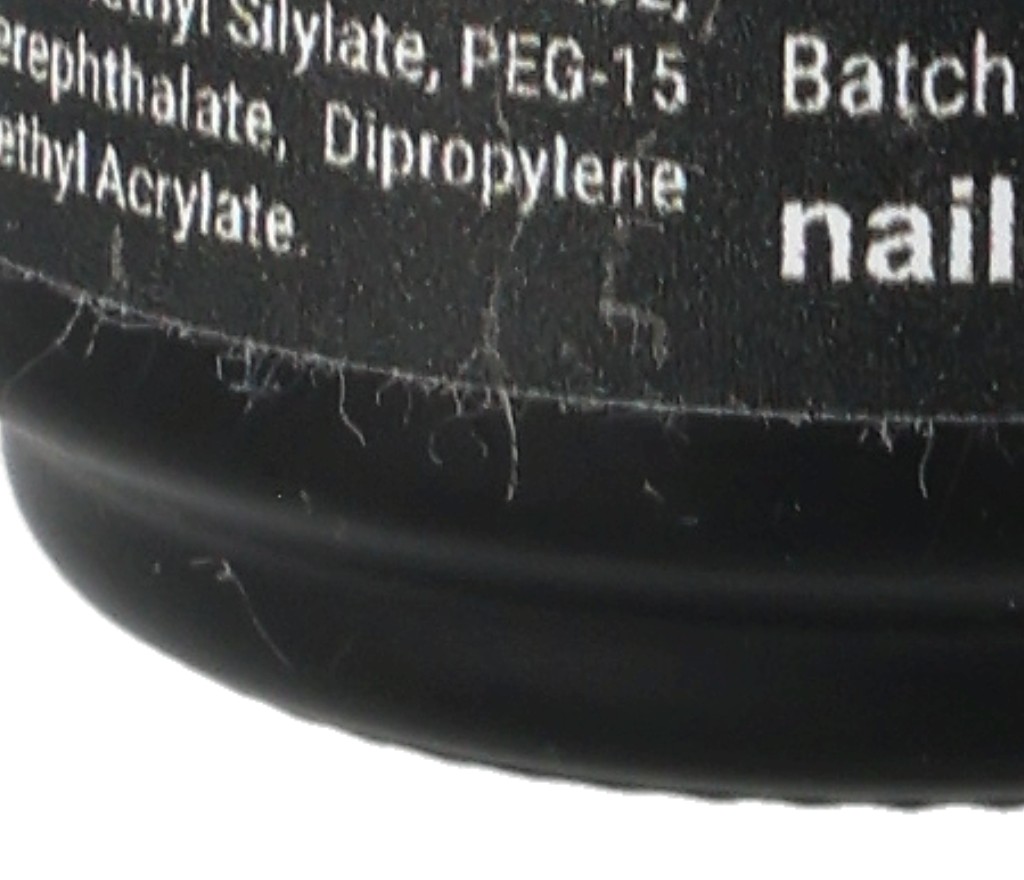 Silylate, PEG-15
erephthalate, Dipropylene
ethyl Acrylate.
Batch
nail